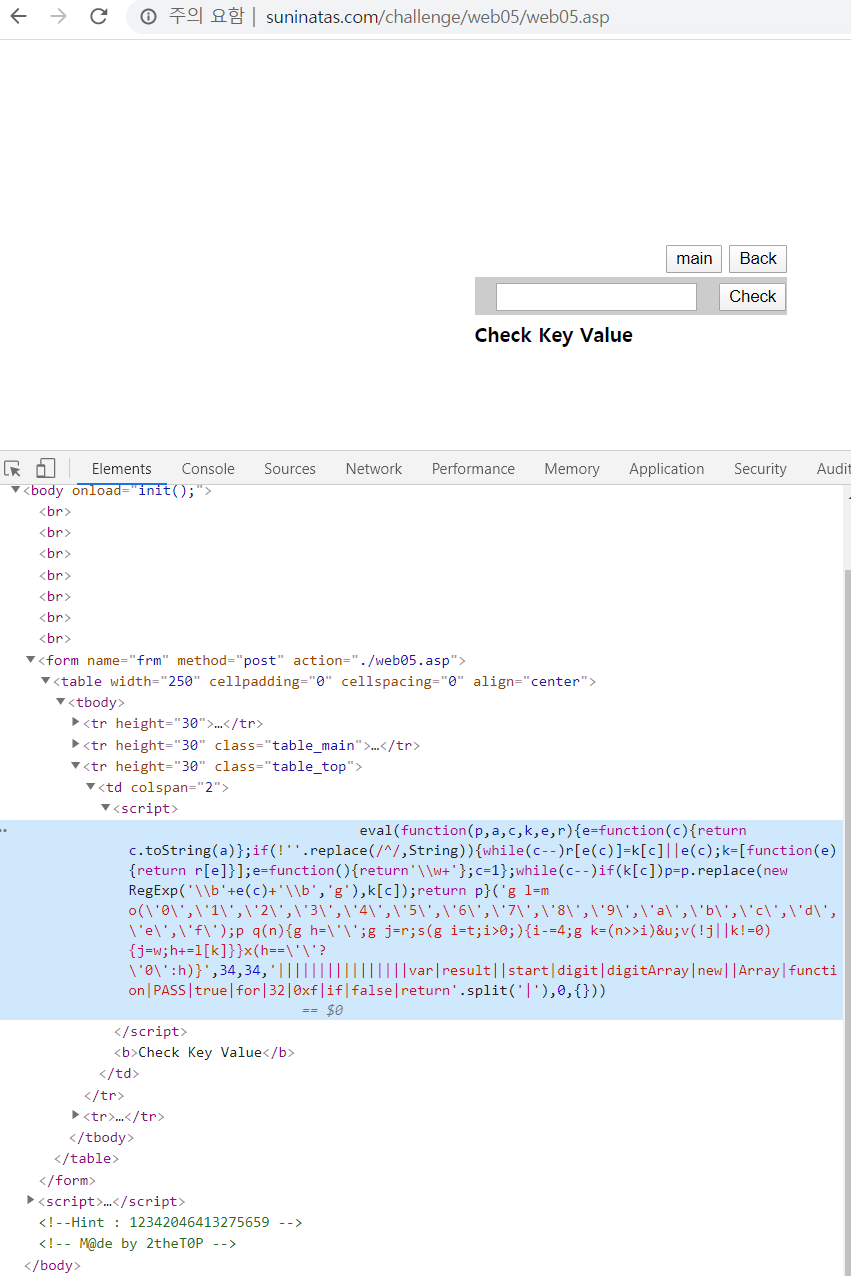 주의 요함 | suninatas.com/challenge/web05/web05.asp
main Back
Check
Check Key Value
Elements Console Sources Network Performance Memory Application Security Audit
<body onload="init();">
<br>
<br>
<br>
<br>
<br>
<br>
<br>
<form name="frm" method="post" action="./web05.asp">
<table width="250" cellpadding="0" cellspacing="0" align="center">
<tbody>
<tr height="30">…</tr>
<tr height="30" class="table_main">…</tr>
<tr height="30" class="table_top">
<td colspan="2">
<script>
… eval(function(p,a,c,k,e,r){e=function(c){return
c.toString(a)};if(!''.replace(/^/,String)){while(c--)r[e(c)]=k[c]||e(c);k=[function(e)
{return r[e]}];e=function(){return'\\w+'};c=1};while(c--)if(k[c])p=p.replace(new
RegExp('\\b'+e(c)+'\\b','g'),k[c]);return p}('g l=m
o(\'0\',\'1\',\'2\',\'3\',\'4\',\'5\',\'6\',\'7\',\'8\',\'9\',\'a\',\'b\',\'c\',\'d\',
\'e\',\'f\');p q(n){g h=\'\';g j=r;s(g i=t;i>0;){i-=4;g k=(n>>i)&u;v(!j||k!=0)
{j=w;h+=l[k]}}x(h==\'\'?
\'0\':h)}',34,34,'||||||||||||||||var|result||start|digit|digitArray|new||Array|functi
on|PASS|true|for|32|0xf|if|false|return'.split('|'),0,{}))
== $0
</script>
<b>Check Key Value</b>
</td>
</tr>
<tr>…</tr>
</tbody>
</table>
</form>
<script>…</script>
<!--Hint : 12342046413275659 -->
<!-- M@de by 2theT0P -->
</body>